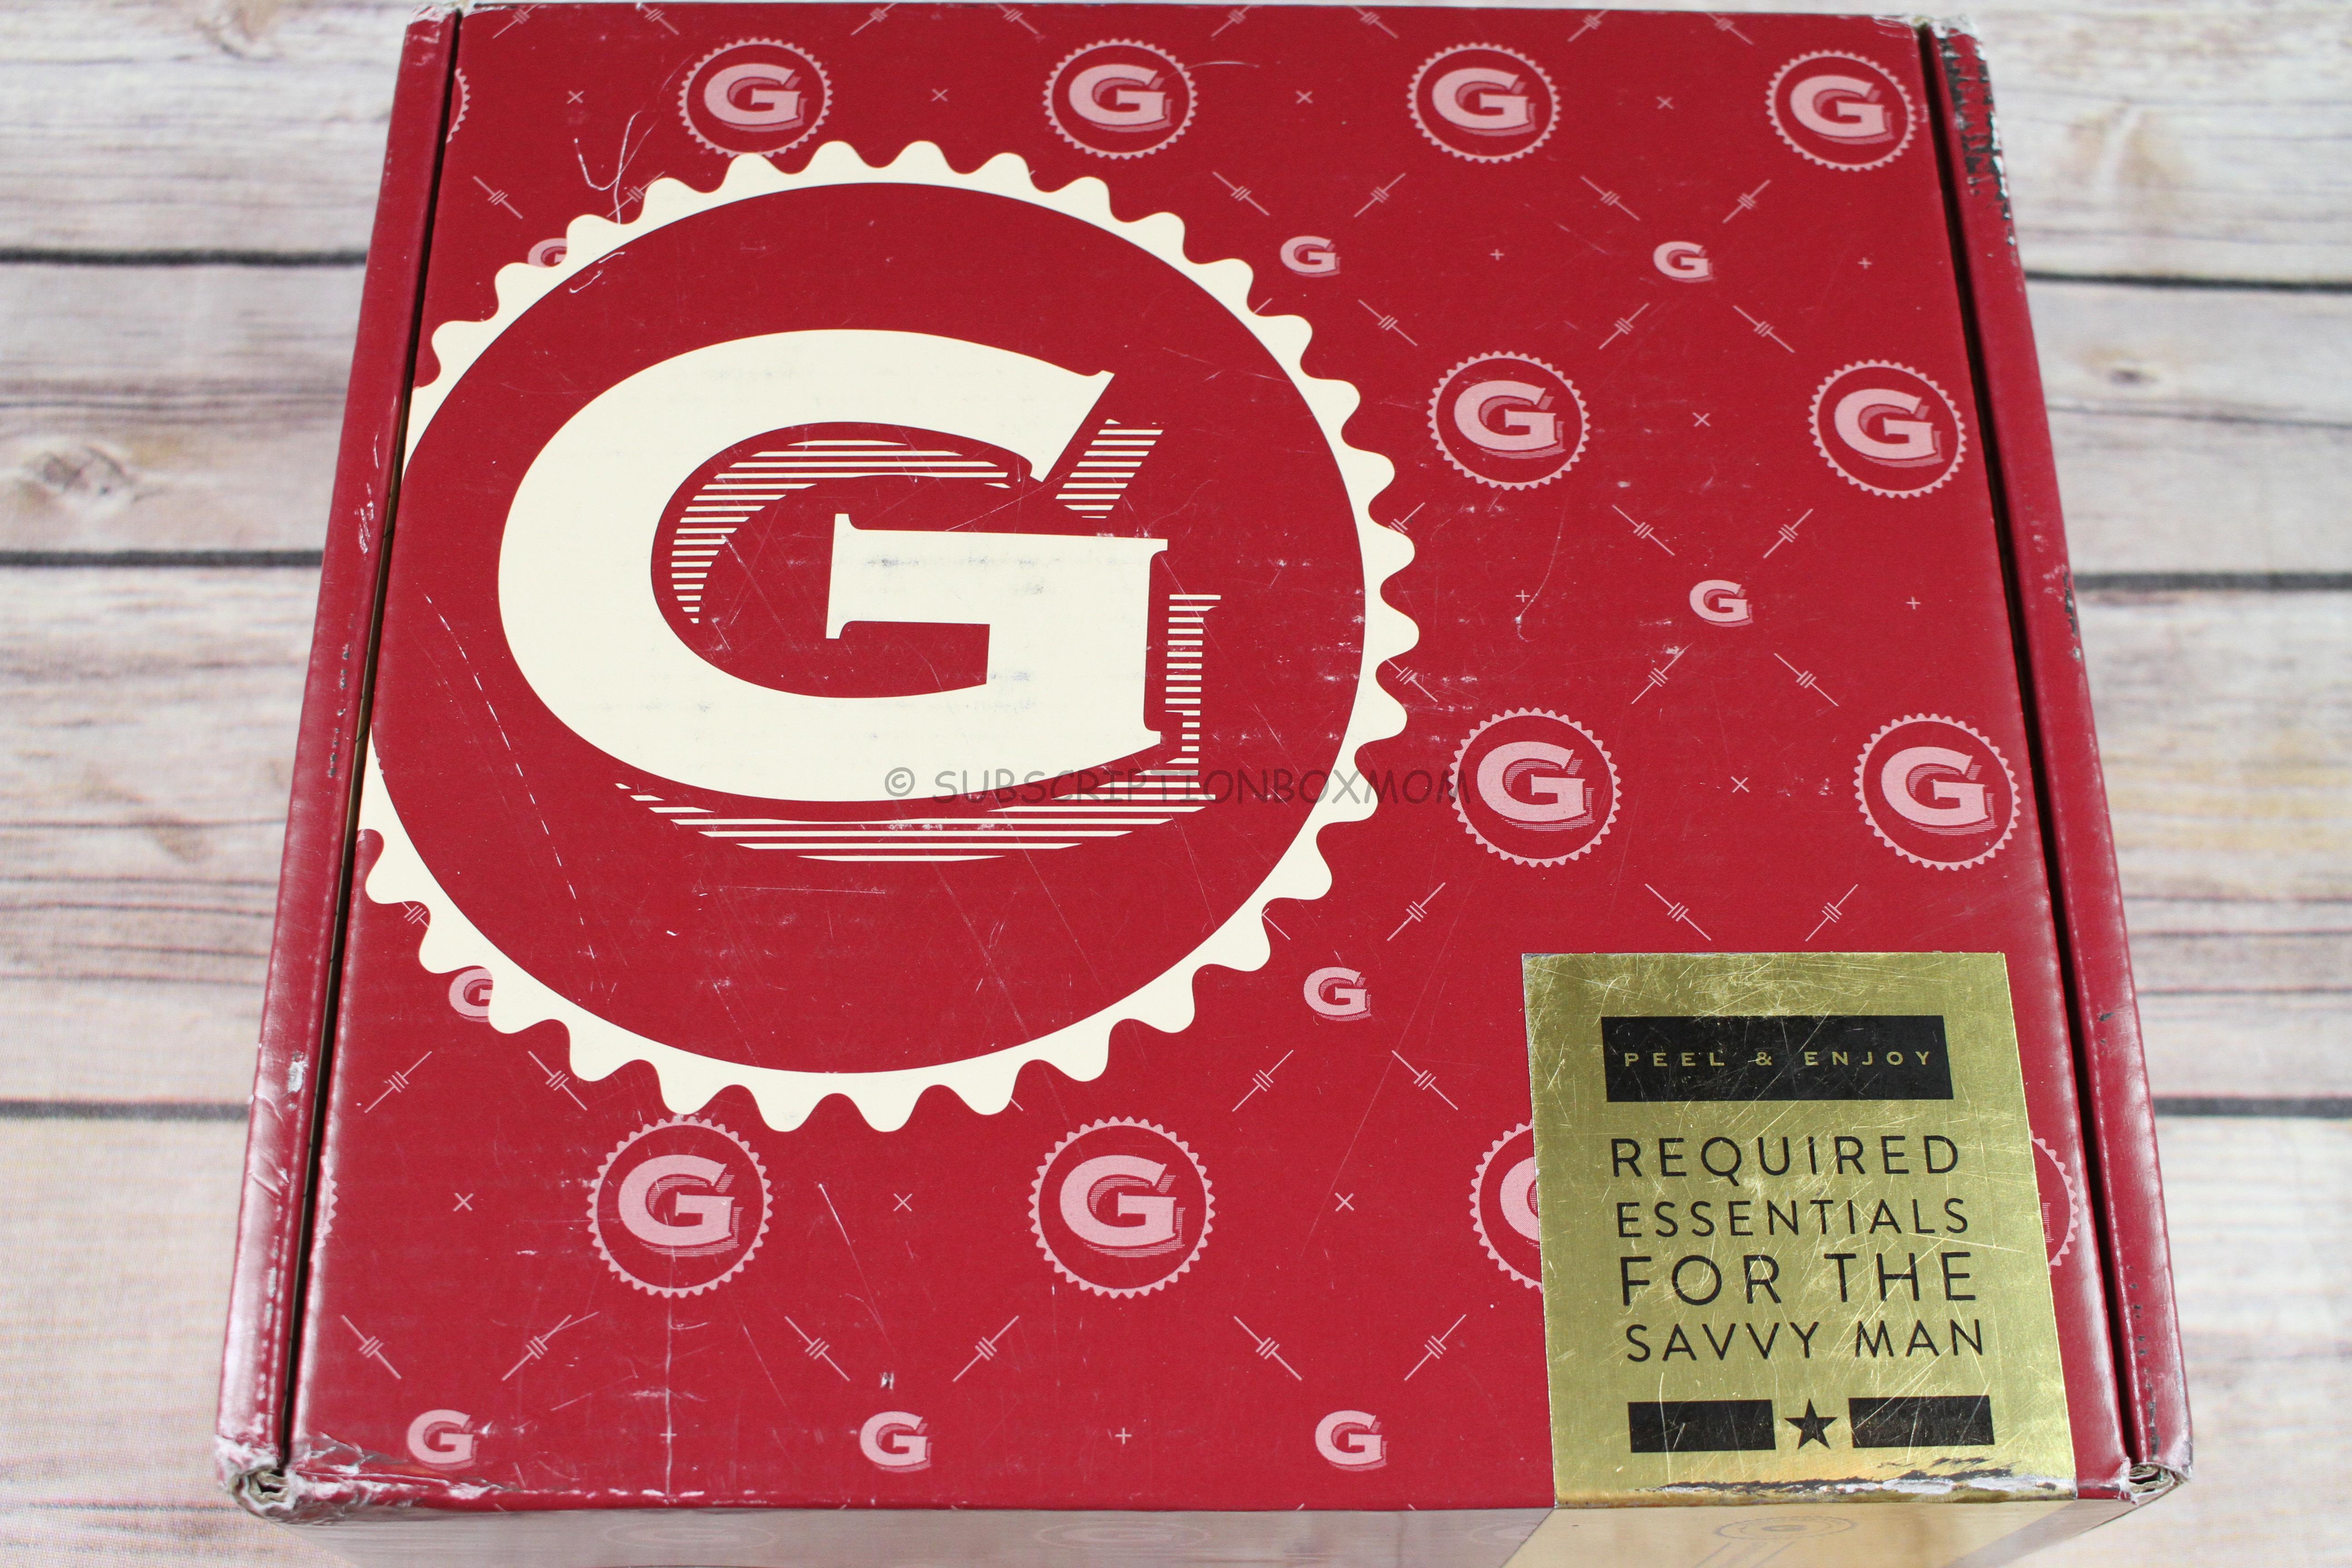 G G G G
G G G
G
G G
G
© SUBSCRIPTIONBOXMOM
G G
G G
PEEL & ENJOY
REQUIRED
ESSENTIALS
FOR THE
SAVVY MAN
G G G
G G G